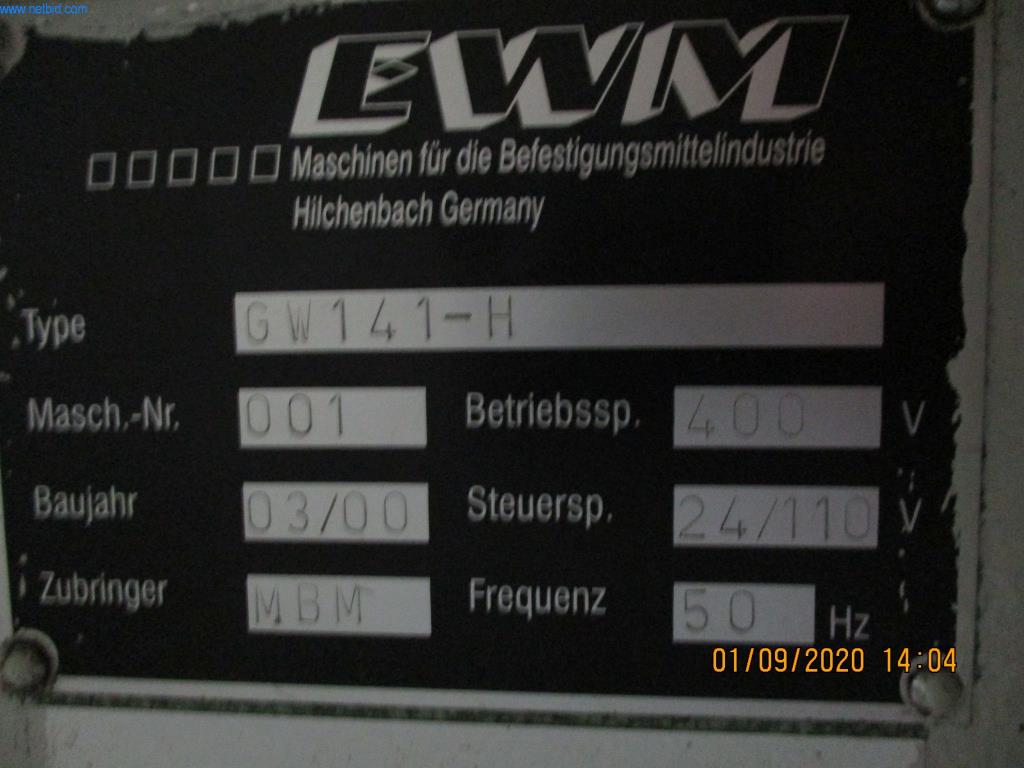 www.netbid.com
EWM
Maschinen für die Befestigungsmittelindustrie
Hilchenbach Germany
Type GW141-H
Masch.-Nr. 001 Betriebssp. 400 V
Baujahr 03/00 Steuersp. 24/110 V
Zubringer MBM Frequenz 50 Hz
01/09/2020 14:04